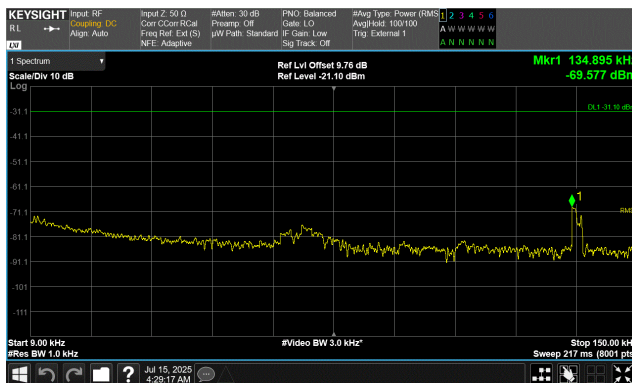 KEYSIGHT
RL
LXI
Input: RF
Coupling: DC
Align: Auto
Input Z: 50 Ω
Corr CCorr RCal
Freq Ref: Ext (S)
NFE: Adaptive
#Atten: 30 dB
Preamp: Off
µW Path: Standard
PNO: Balanced
Gate: LO
IF Gain: Low
Sig Track: Off
#Avg Type: Power (RMS
Avg|Hold: 100/100
Trig: External 1
1 2 3 4 5 6
A W W W W W
A N N N N N
1 Spectrum
Scale/Div 10 dB
Log
Ref Lvl Offset 9.76 dB
Ref Level -21.10 dBm
Mkr1 134.895 kHz
-69.577 dBm
DL1 -31.10 dBm
-31.1
-41.1
-51.1
-61.1
-71.1
-81.1
-91.1
-101
-111
1
RMS
Start 9.00 kHz
#Res BW 1.0 kHz
#Video BW 3.0 kHz*
Stop 150.00 kHz
Sweep 217 ms (8001 pts)
?
Jul 15, 2025
4:29:17 AM